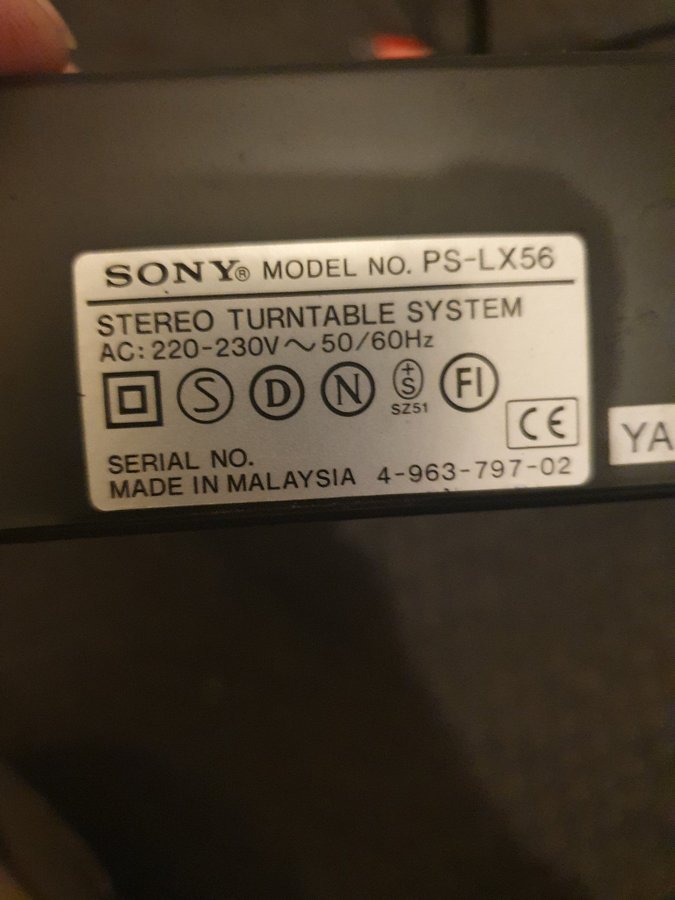 SONY® MODEL NO. PS-LX56
STEREO TURNTABLE SYSTEM
AC: 220-230V～50/60Hz
S D N +S FI
SZ51
CE
SERIAL NO.
MADE IN MALAYSIA 4-963-797-02
YA